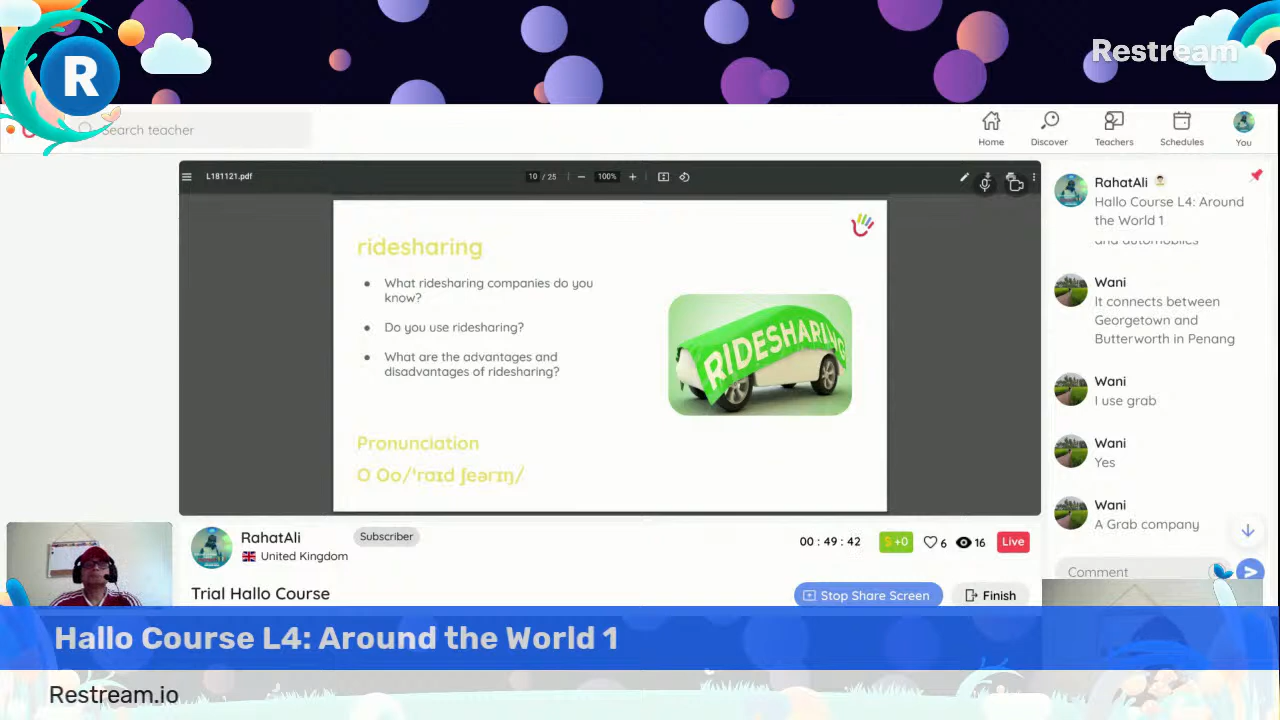 R
Restream
Search teacher
Home
Discover
Teachers
Schedules
You
L181121.pdf
10 / 25
100%
ridesharing
● What ridesharing companies do you
know?
● Do you use ridesharing?
● What are the advantages and
disadvantages of ridesharing?
RIDESHARING
Pronunciation
O Oo/ˈraɪd ʃeərɪŋ/
RahatAli
Hallo Course L4: Around
the World 1
and automobiles
Wani
It connects between
Georgetown and
Butterworth in Penang
Wani
I use grab
Wani
Yes
Wani
A Grab company
Comment
RahatAli
Subscriber
United Kingdom
00 : 49 : 42
$ +0
6
16
Live
Trial Hallo Course
Stop Share Screen
Finish
Hallo Course L4: Around the World 1
Restream.io